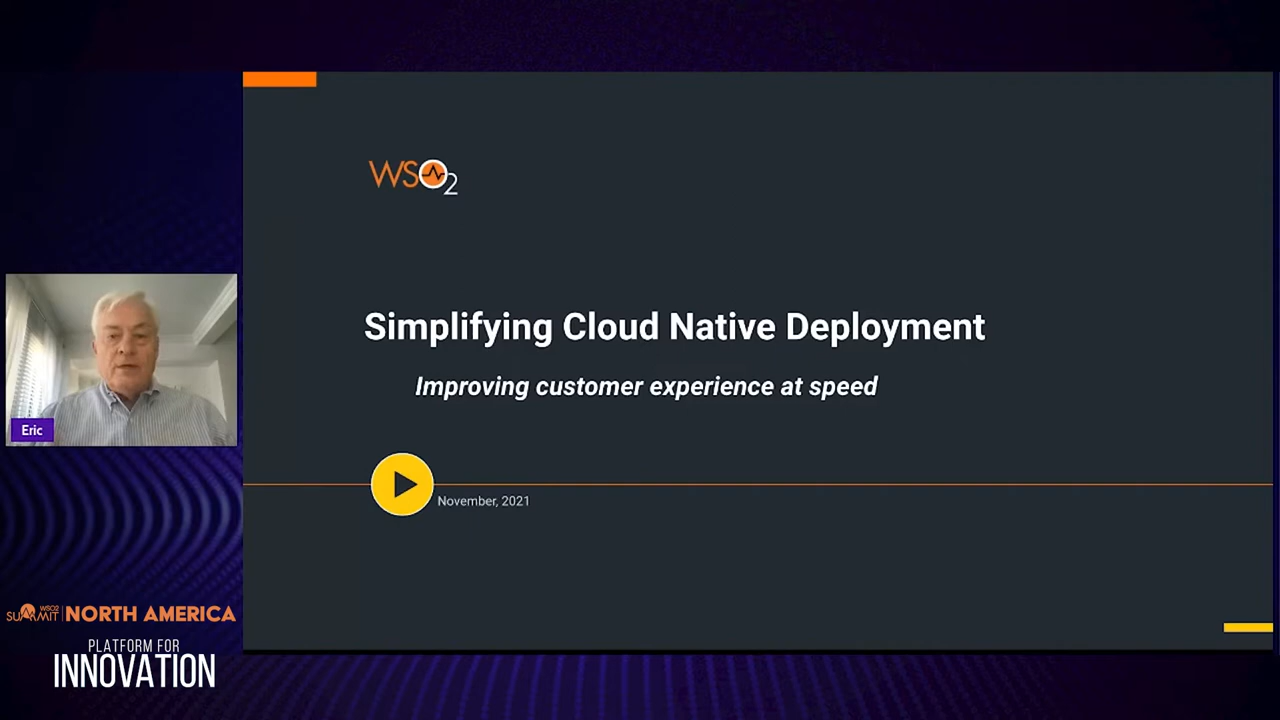 WSO2
Simplifying Cloud Native Deployment
Improving customer experience at speed
November, 2021
Eric
WSO2
SUMMIT
NORTH AMERICA
PLATFORM FOR
INNOVATION